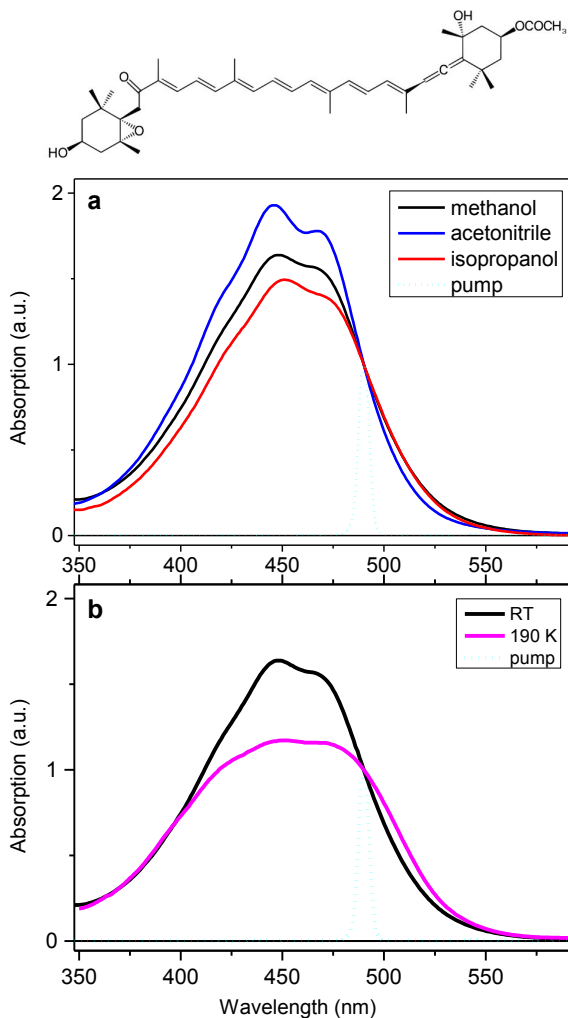 OH
OCOCH3
O
C
O
HO
a
methanol
acetonitrile
isopropanol
pump
2
1
0
Absorption (a.u.)
350 400 450 500 550
b
RT
190 K
pump
2
1
0
Absorption (a.u.)
350 400 450 500 550
Wavelength (nm)